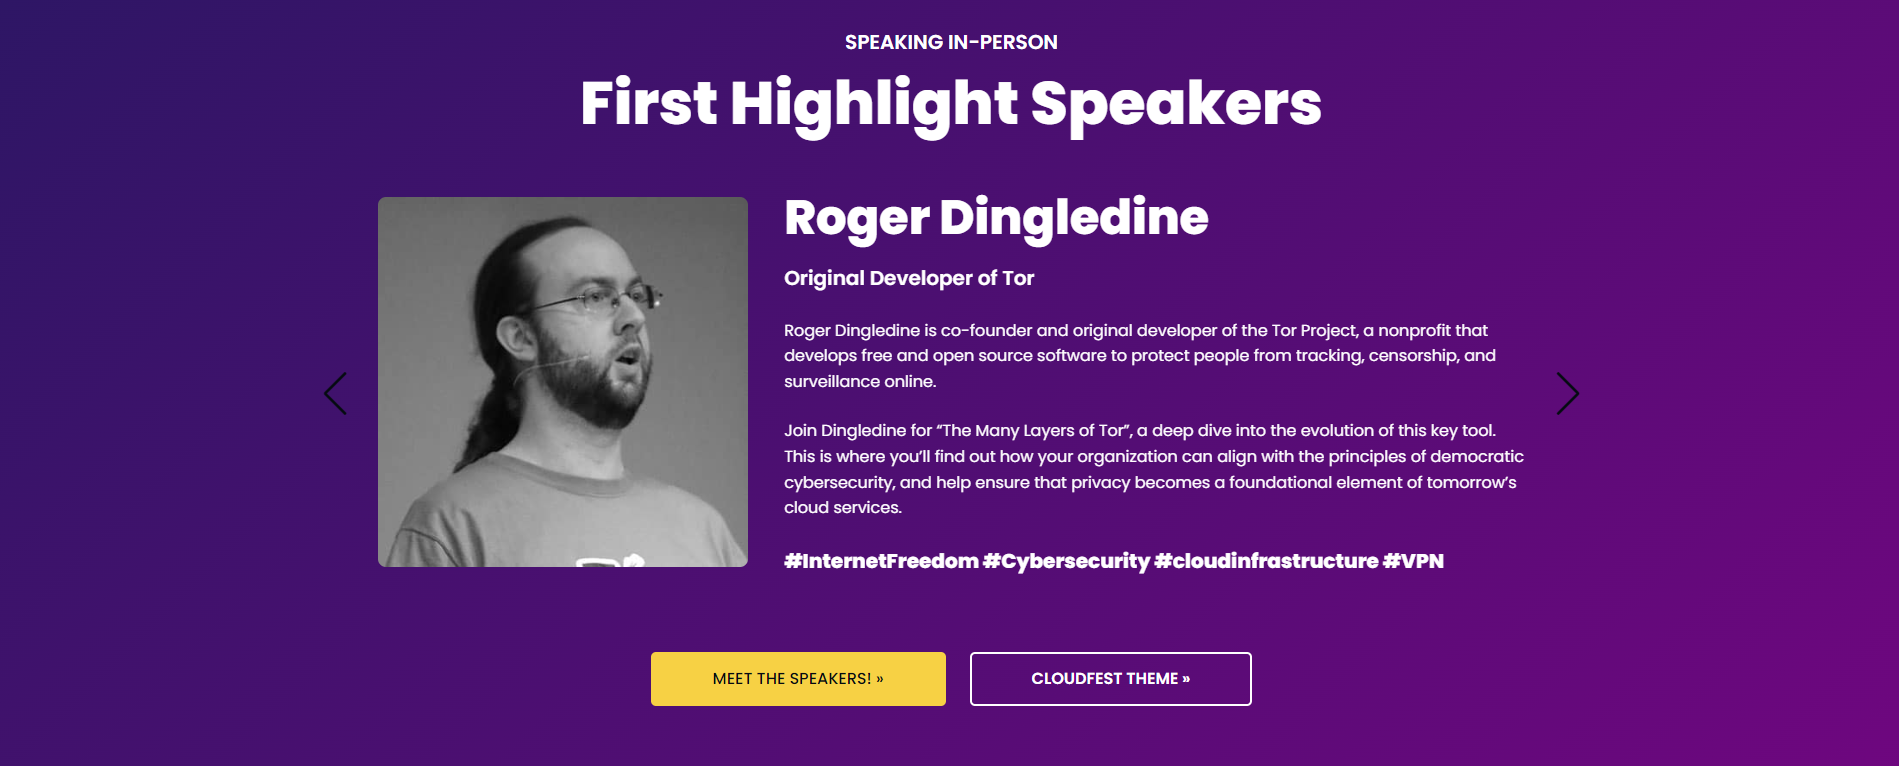 SPEAKING IN-PERSON
First Highlight Speakers
Roger Dingledine
Original Developer of Tor
Roger Dingledine is co-founder and original developer of the Tor Project, a nonprofit that
develops free and open source software to protect people from tracking, censorship, and
surveillance online.
Join Dingledine for “The Many Layers of Tor”, a deep dive into the evolution of this key tool.
This is where you’ll find out how your organization can align with the principles of democratic
cybersecurity, and help ensure that privacy becomes a foundational element of tomorrow’s
cloud services.
#InternetFreedom #Cybersecurity #cloudinfrastructure #VPN
MEET THE SPEAKERS! »
CLOUDFEST THEME »